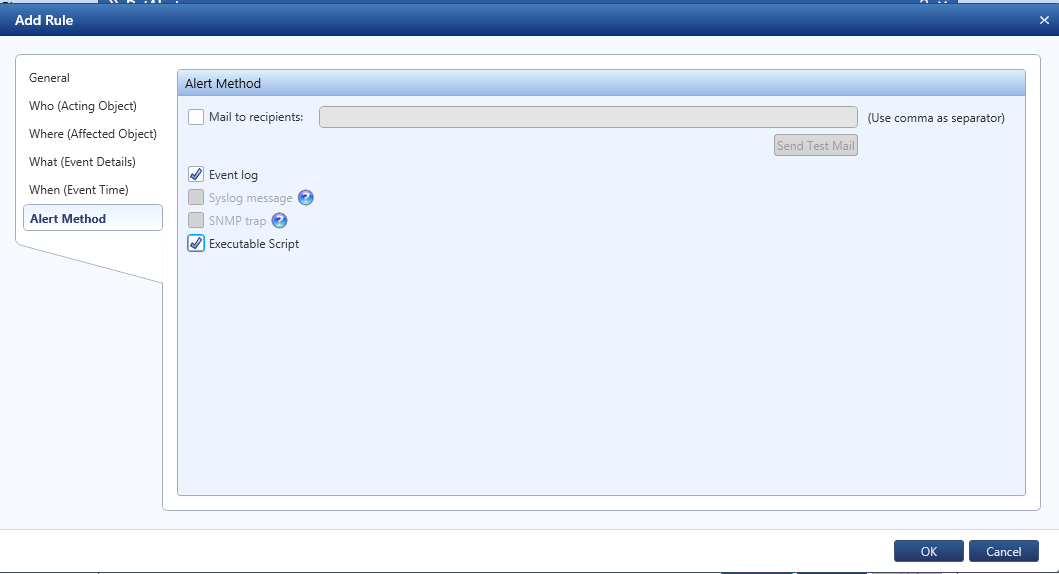 Add Rule
General
Who (Acting Object)
Where (Affected Object)
What (Event Details)
When (Event Time)
Alert Method
Alert Method
Mail to recipients: (Use comma as separator)
Send Test Mail
Event log
Syslog message
SNMP trap
Executable Script
OK Cancel